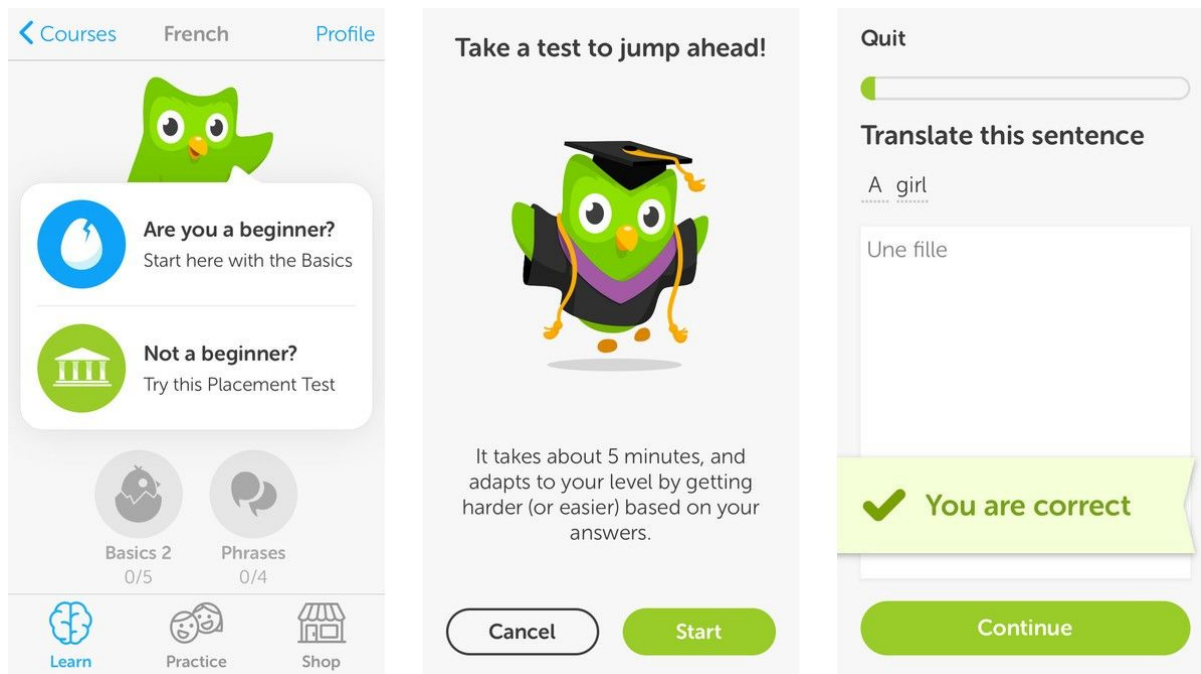 Courses French Profile
Are you a beginner?
Start here with the Basics
Not a beginner?
Try this Placement Test
Basics 2 Phrases
0/5 0/4
Learn Practice Shop
Take a test to jump ahead!
It takes about 5 minutes, and
adapts to your level by getting
harder (or easier) based on your
answers.
Cancel Start
Quit
Translate this sentence
A girl
Une fille
You are correct
Continue